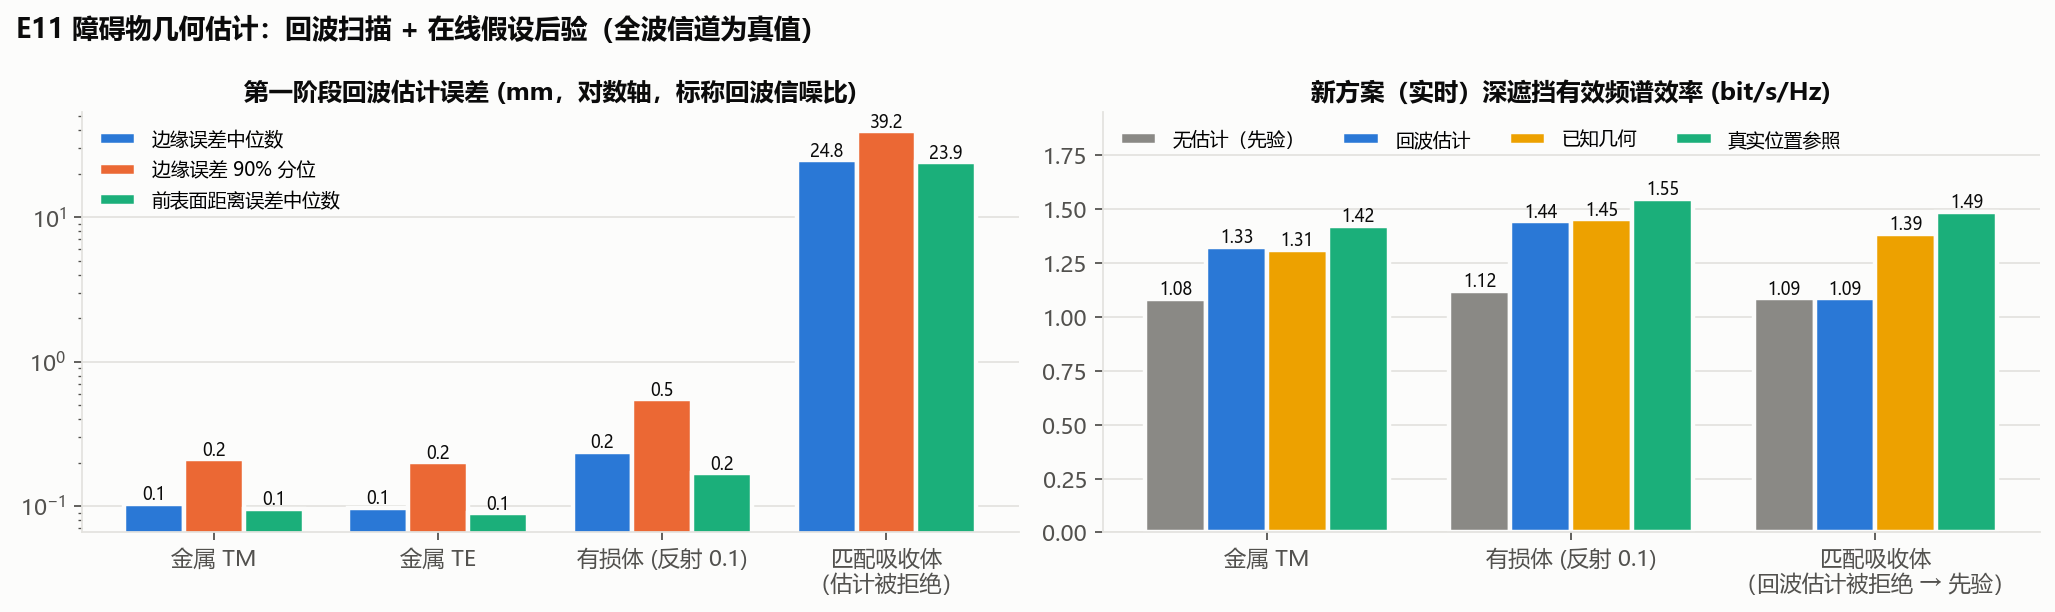 E11 障碍物几何估计：回波扫描 + 在线假设后验（全波信道为真值）
第一阶段回波估计误差 (mm，对数轴，标称回波信噪比)
边缘误差中位数
边缘误差 90% 分位
前表面距离误差中位数
10¹
10⁰
10⁻¹
0.1
0.2
0.1
0.1
0.2
0.1
0.2
0.5
0.2
24.8
39.2
23.9
金属 TM
金属 TE
有损体 (反射 0.1)
匹配吸收体
（估计被拒绝）
新方案（实时）深遮挡有效频谱效率 (bit/s/Hz)
无估计（先验）
回波估计
已知几何
真实位置参照
1.75
1.50
1.25
1.00
0.75
0.50
0.25
0.00
1.08
1.33
1.31
1.42
1.12
1.44
1.45
1.55
1.09
1.09
1.39
1.49
金属 TM
有损体 (反射 0.1)
匹配吸收体
（回波估计被拒绝 → 先验）